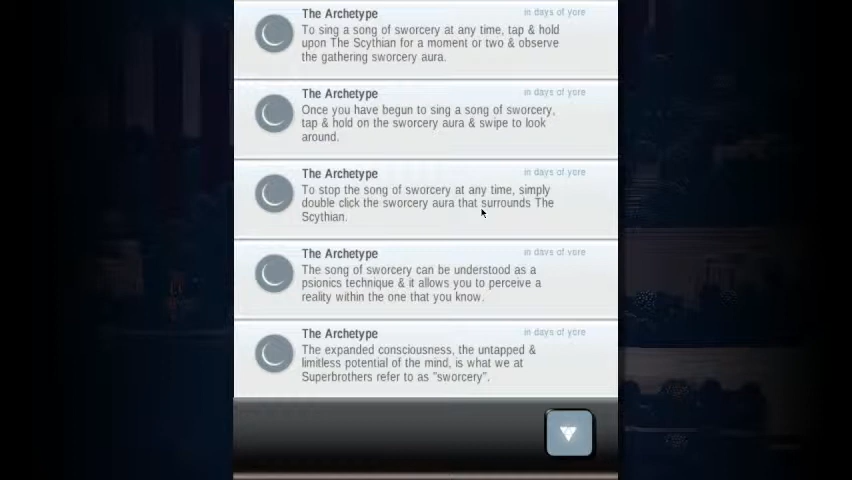 The Archetype in days of yore
To sing a song of sworcery at any time, tap & hold
upon The Scythian for a moment or two & observe
the gathering sworcery aura.
The Archetype in days of yore
Once you have begun to sing a song of sworcery,
tap & hold on the sworcery aura & swipe to look
around.
The Archetype in days of yore
To stop the song of sworcery at any time, simply
double click the sworcery aura that surrounds The
Scythian.
The Archetype in days of yore
The song of sworcery can be understood as a
psionics technique & it allows you to perceive a
reality within the one that you know.
The Archetype in days of yore
The expanded consciousness, the untapped &
limitless potential of the mind, is what we at
Superbrothers refer to as "sworcery".